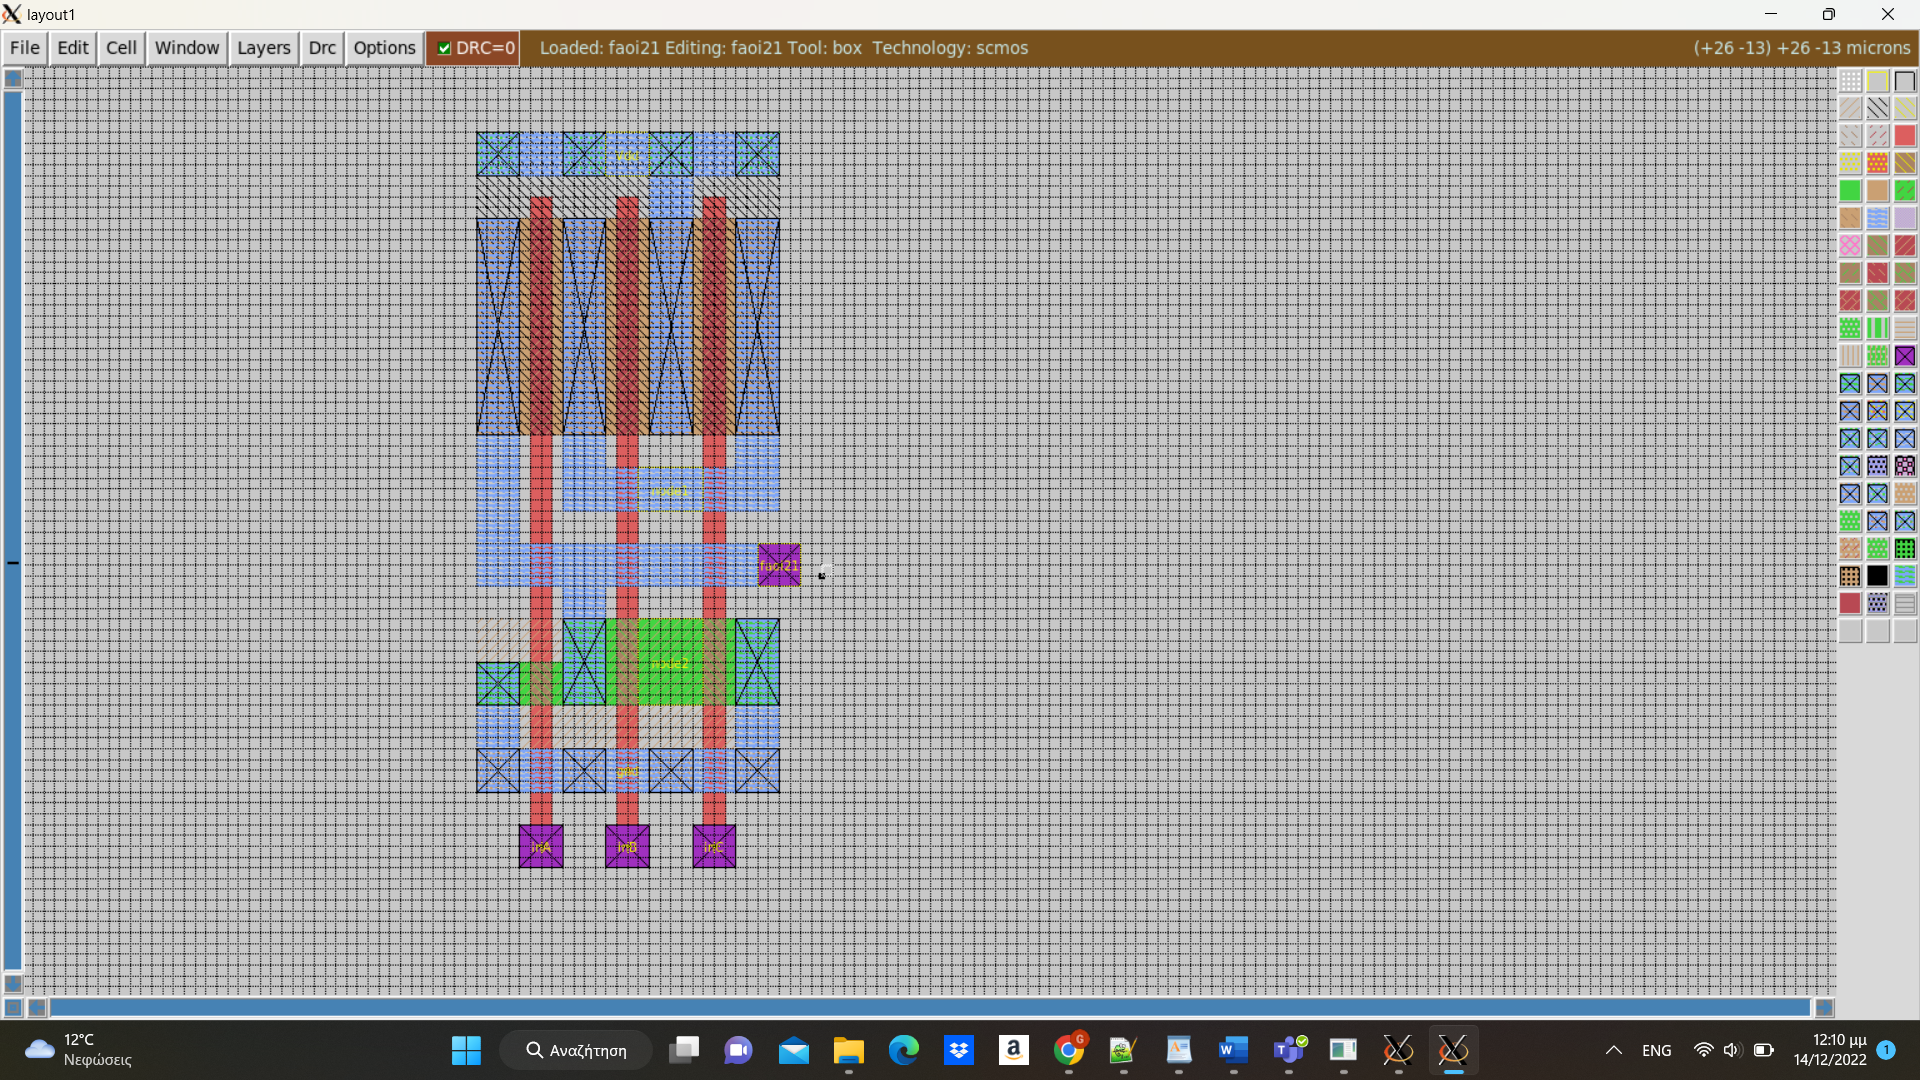 layout1
File Edit Cell Window Layers Drc Options DRC=0 Loaded: faoi21 Editing: faoi21 Tool: box Technology: scmos (+26 -13) +26 -13 microns
faoi21
node2
gnd
inA inB inC
12°C
Νεφώσεις
Αναζήτηση
G
a
W
ENG
12:10 μμ
14/12/2022
1